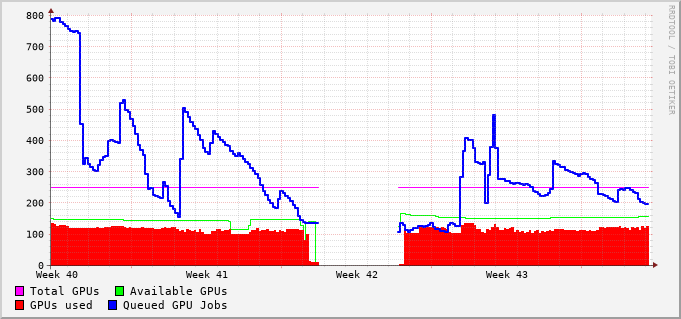 800
700
600
500
400
300
200
100
0
Week 40 Week 41 Week 42 Week 43
Total GPUs Available GPUs
GPUs used Queued GPU Jobs
RRDTOOL / TOBI OETIKER